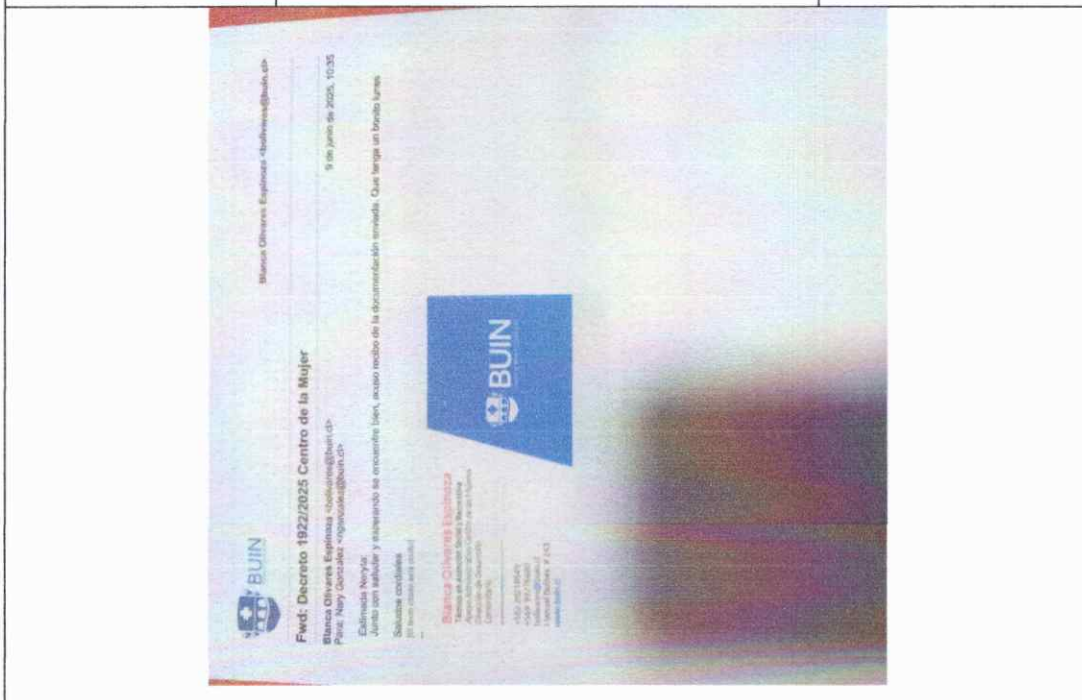 BUIN
Blanca Olivares Espinoza <bolivares@buin.cl>
Fwd: Decreto 1922/2025 Centro de la Mujer
Blanca Olivares Espinoza <bolivares@buin.cl>
9 de junio de 2025, 10:35
Para: Nery Gonzalez <ngonzalez@buin.cl>
Estimada Neryta:
Junto con saludar y esperando se encuentre bien, acuso recibo de la documentación enviada. Que tenga un bonito lunes
Saludos cordiales
Blanca Olivares Espinoza
BUIN